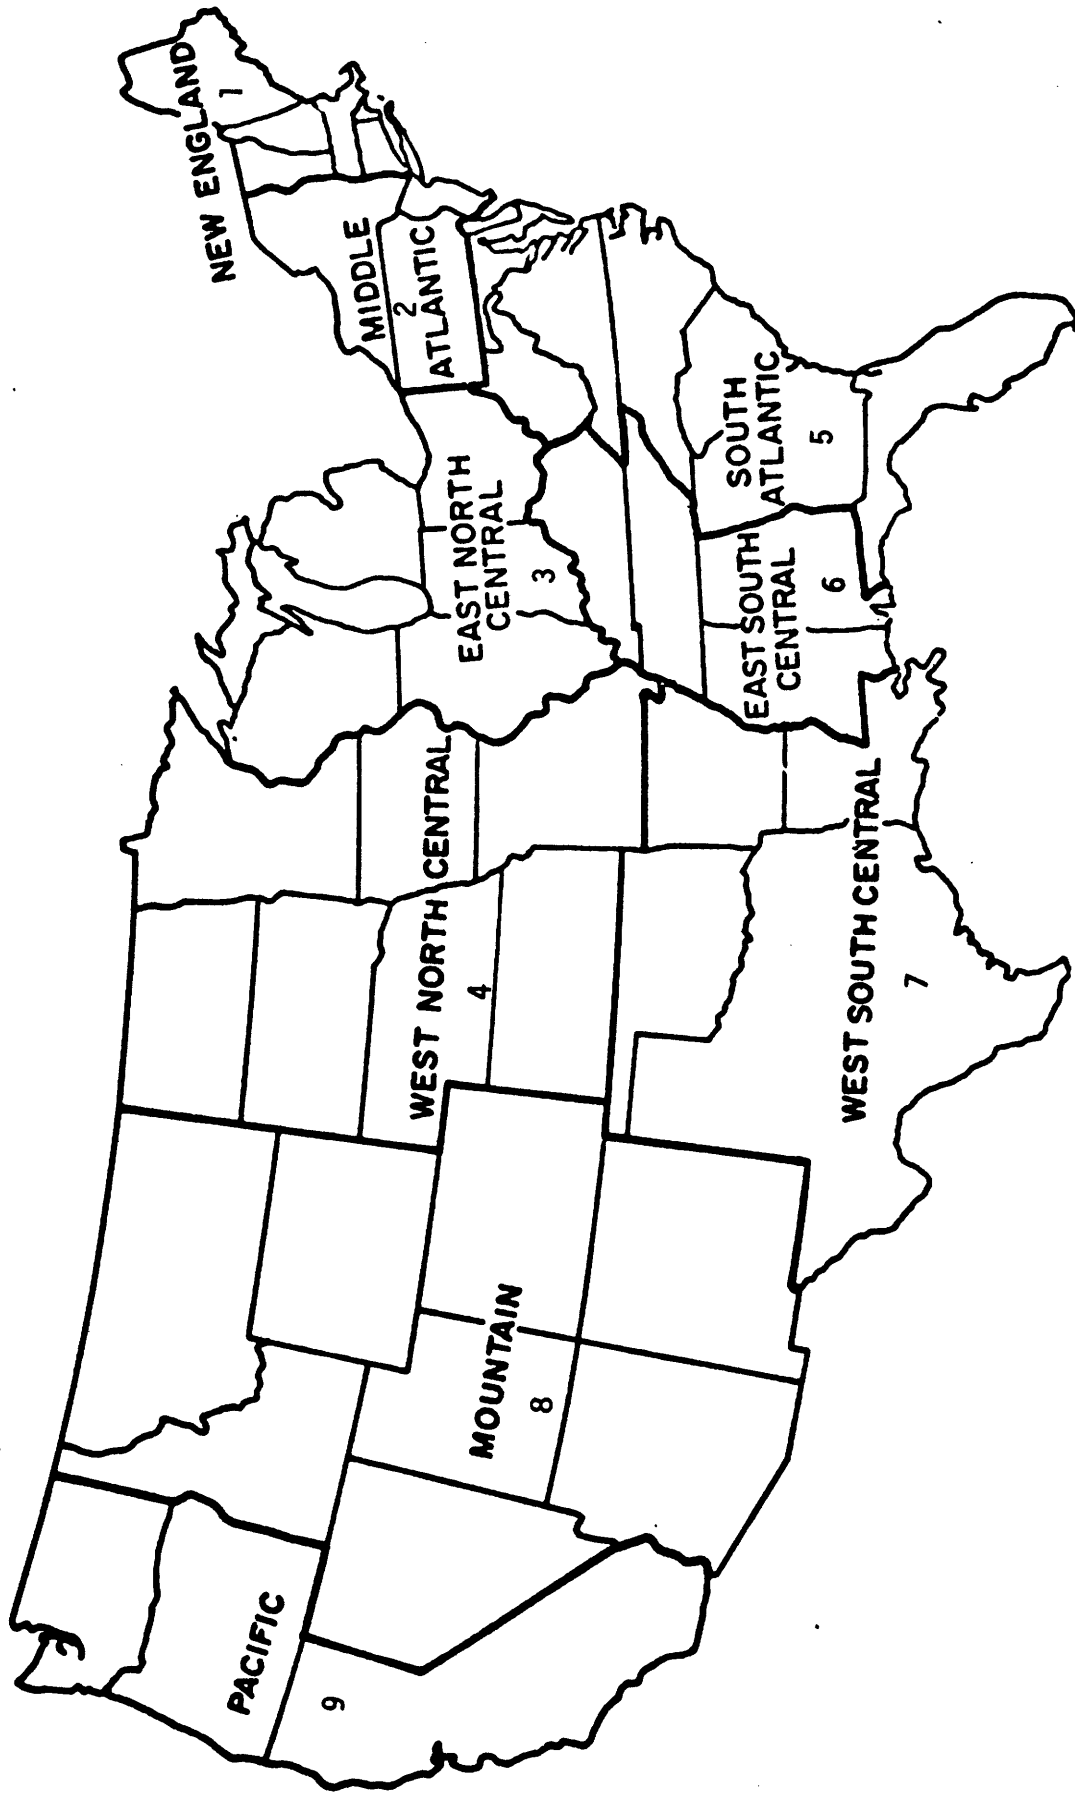 NEW ENGLAND
1
MIDDLE
2
ATLANTIC
EAST NORTH
CENTRAL
3
WEST NORTH CENTRAL
4
SOUTH
ATLANTIC
5
EAST SOUTH
CENTRAL
6
WEST SOUTH CENTRAL
7
MOUNTAIN
8
PACIFIC
9